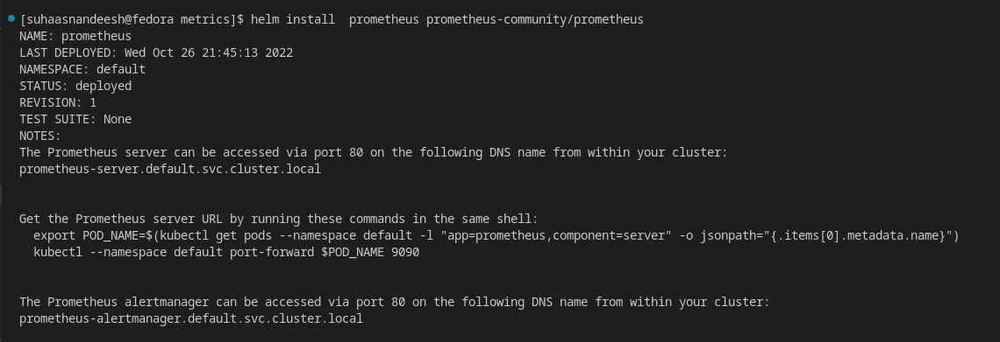 [suhaasnandeesh@fedora metrics]$ helm install  prometheus prometheus-community/prometheus
NAME: prometheus
LAST DEPLOYED: Wed Oct 26 21:45:13 2022
NAMESPACE: default
STATUS: deployed
REVISION: 1
TEST SUITE: None
NOTES:
The Prometheus server can be accessed via port 80 on the following DNS name from within your cluster:
prometheus-server.default.svc.cluster.local
Get the Prometheus server URL by running these commands in the same shell:
  export POD_NAME=$(kubectl get pods --namespace default -l "app=prometheus,component=server" -o jsonpath="{.items[0].metadata.name}")
  kubectl --namespace default port-forward $POD_NAME 9090
The Prometheus alertmanager can be accessed via port 80 on the following DNS name from within your cluster:
prometheus-alertmanager.default.svc.cluster.local